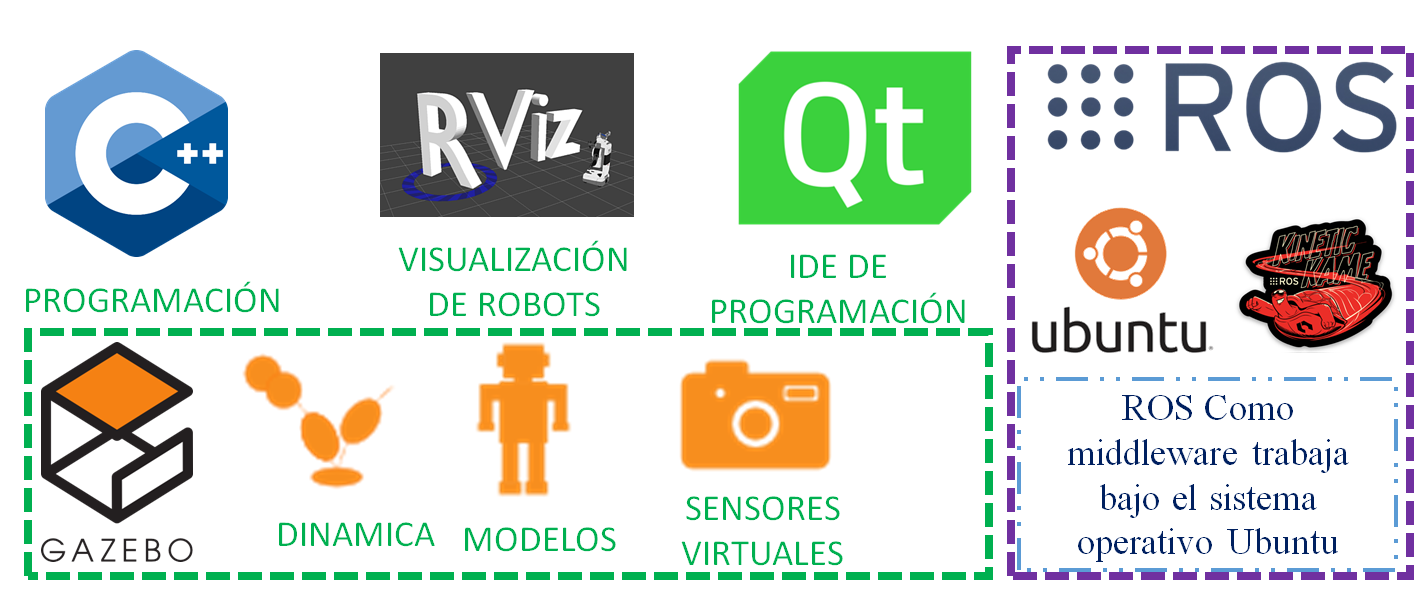 C++
RViz
Qt
PROGRAMACIÓN
VISUALIZACIÓN
DE ROBOTS
IDE DE
PROGRAMACIÓN
GAZEBO
DINAMICA
MODELOS
SENSORES
VIRTUALES
ROS
ubuntu
KINETIC
KAME
ROS
ROS Como
middleware trabaja
bajo el sistema
operativo Ubuntu